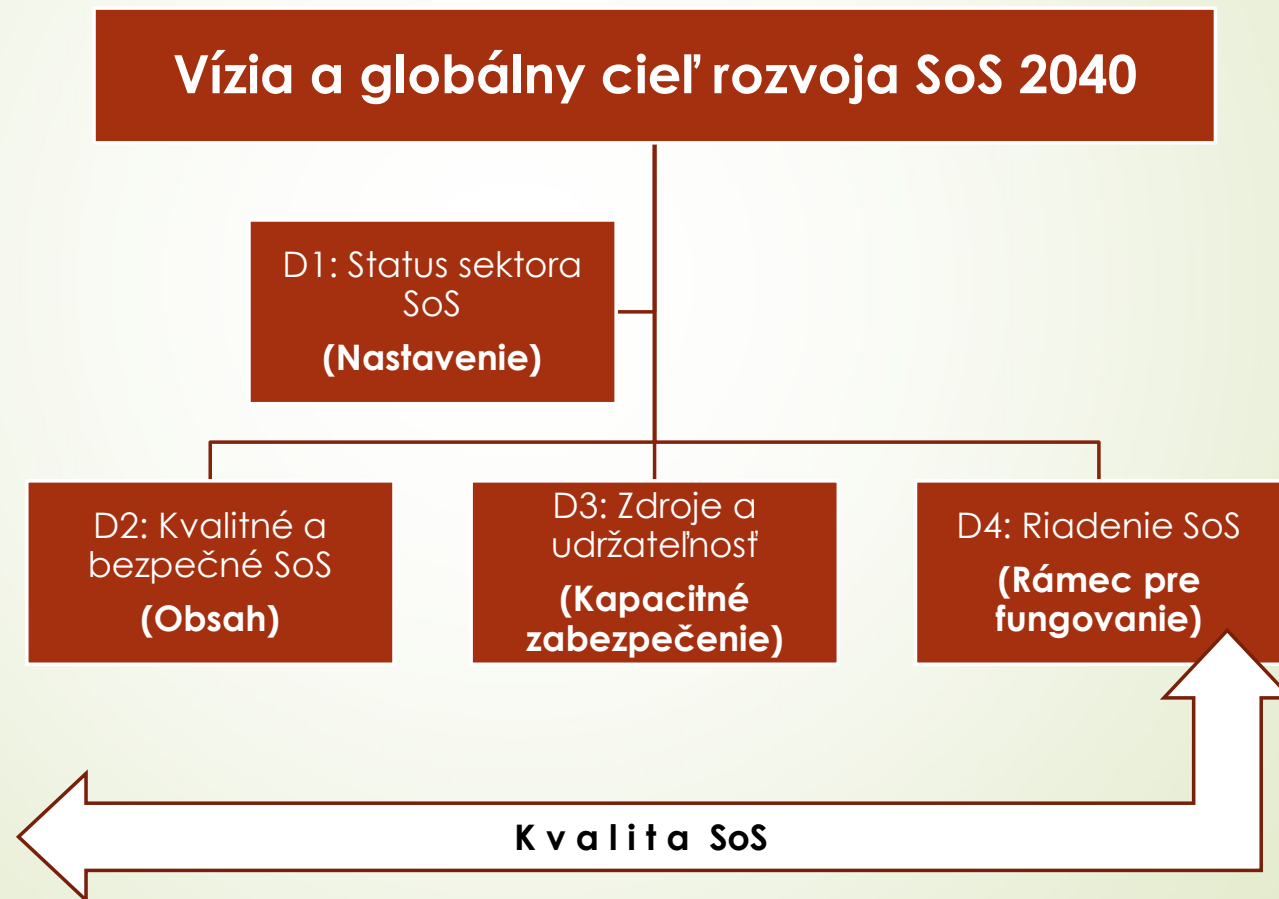 Vízia a globálny cieľ rozvoja SoS 2040
D1: Status sektora
SoS
(Nastavenie)
D2: Kvalitné a
bezpečné SoS
(Obsah)
D3: Zdroje a
udržateľnosť
(Kapacitné
zabezpečenie)
D4: Riadenie SoS
(Rámec pre
fungovanie)
K v a l i t a SoS